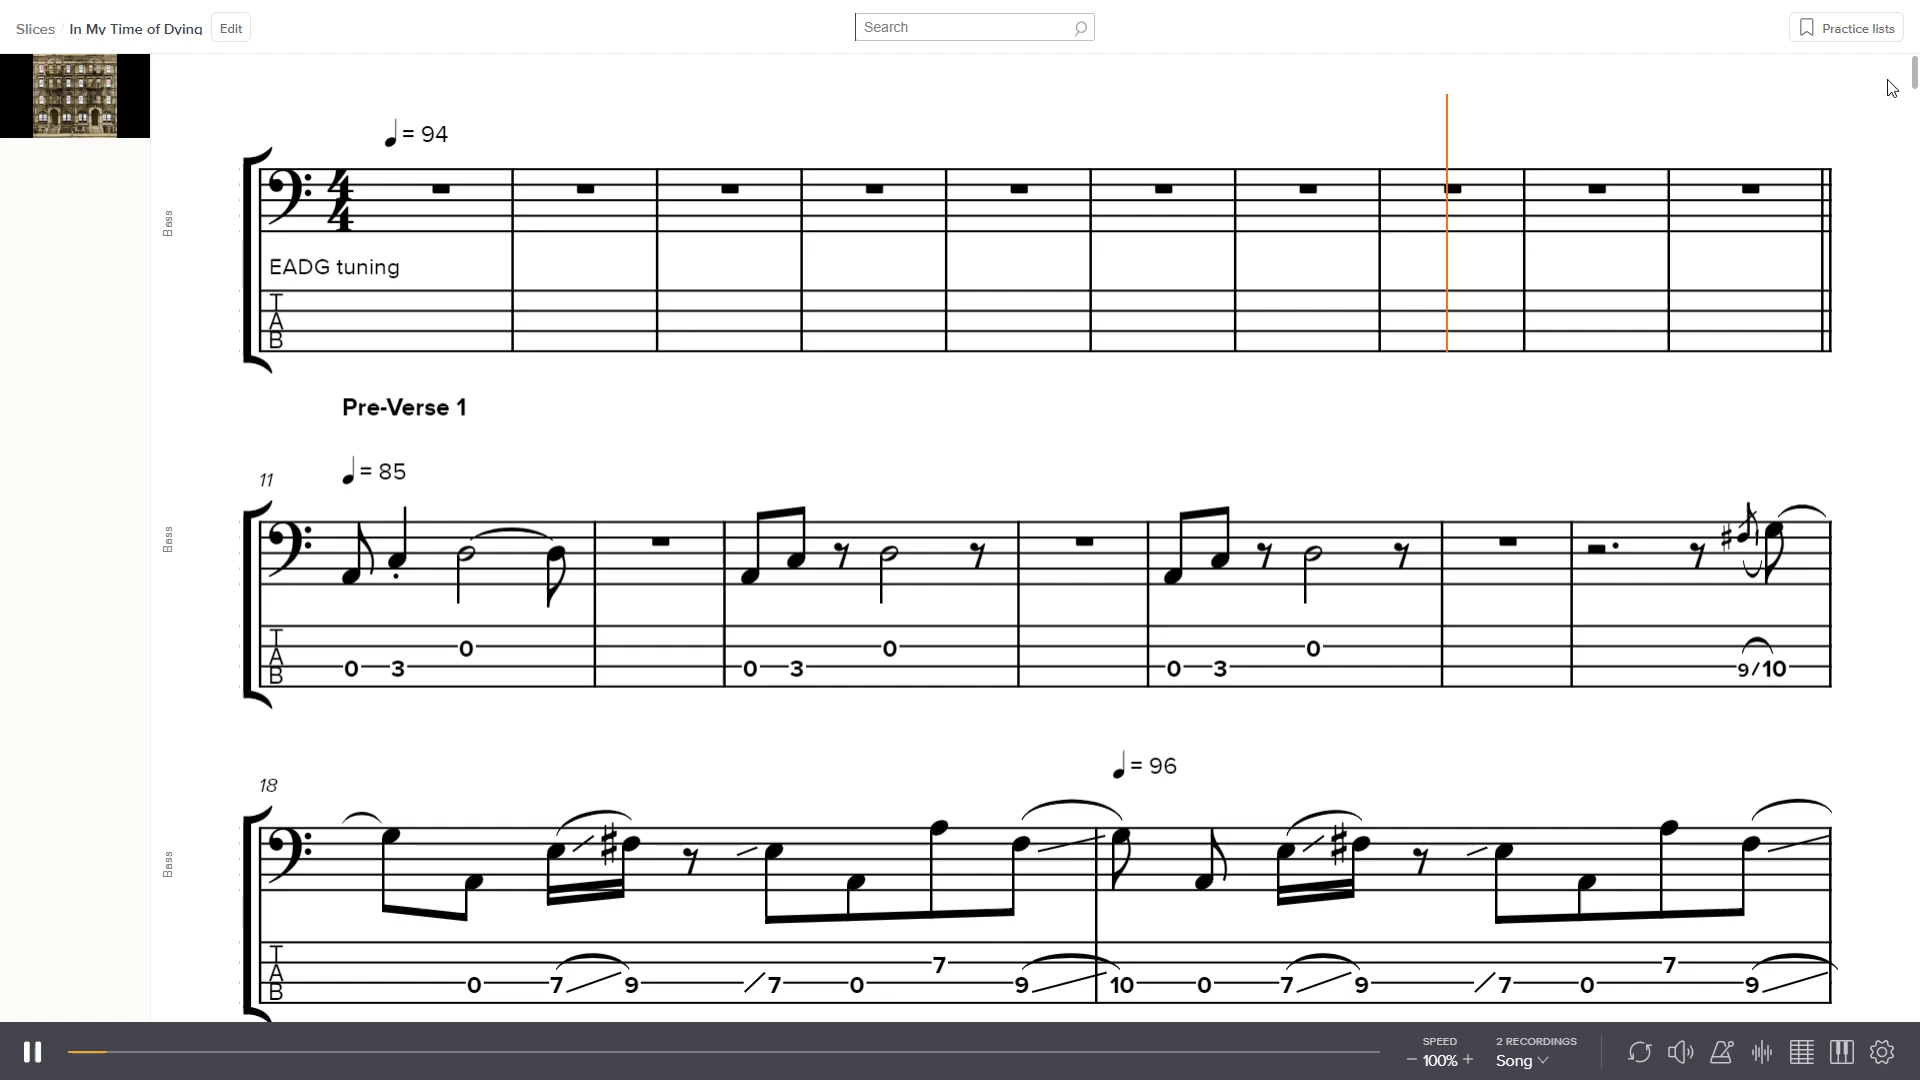 Slices / In My Time of Dying Edit
Search
Practice lists
= 94
4
4
Bass
EADG tuning
T
A
B
Pre-Verse 1
11
= 85
Bass
T
A
B
0 3 0 0 3 0 0 3 0 9/10
= 96
18
Bass
T
A
B
0 7 9 7 0 7 9 10 0 7 9 7 0 7 9
SPEED
− 100% +
2 RECORDINGS
Song